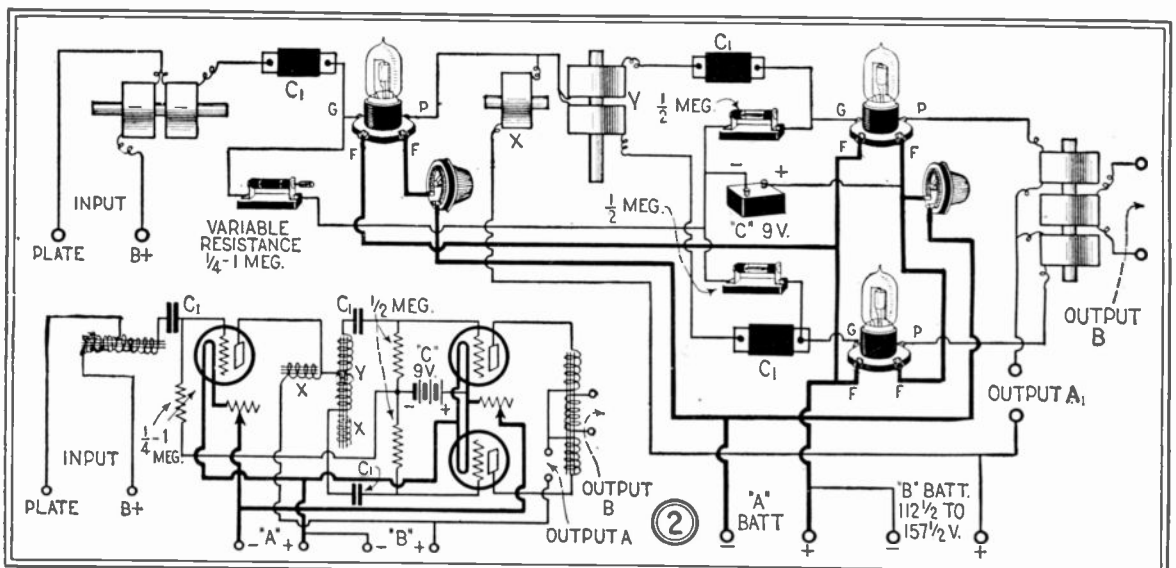 C1
G
P
F
F
INPUT
PLATE
B+
VARIABLE
RESISTANCE
1/4-1 MEG.
X
Y
C1
1/2 MEG.
G
P
F
F
-
+
"C" 9V.
1/2 MEG.
C1
G
P
F
F
OUTPUT
B
OUTPUT A1
"A"
BATT
-
+
"B" BATT.
112 1/2 TO
157 1/2 V.
-
+
C1
1/4-1
MEG.
INPUT
PLATE
B+
X
C1
1/2 MEG.
Y
X
"C"
9V.
-
+
C1
OUTPUT
B
OUTPUT A
- "A" +
- "B" +
2